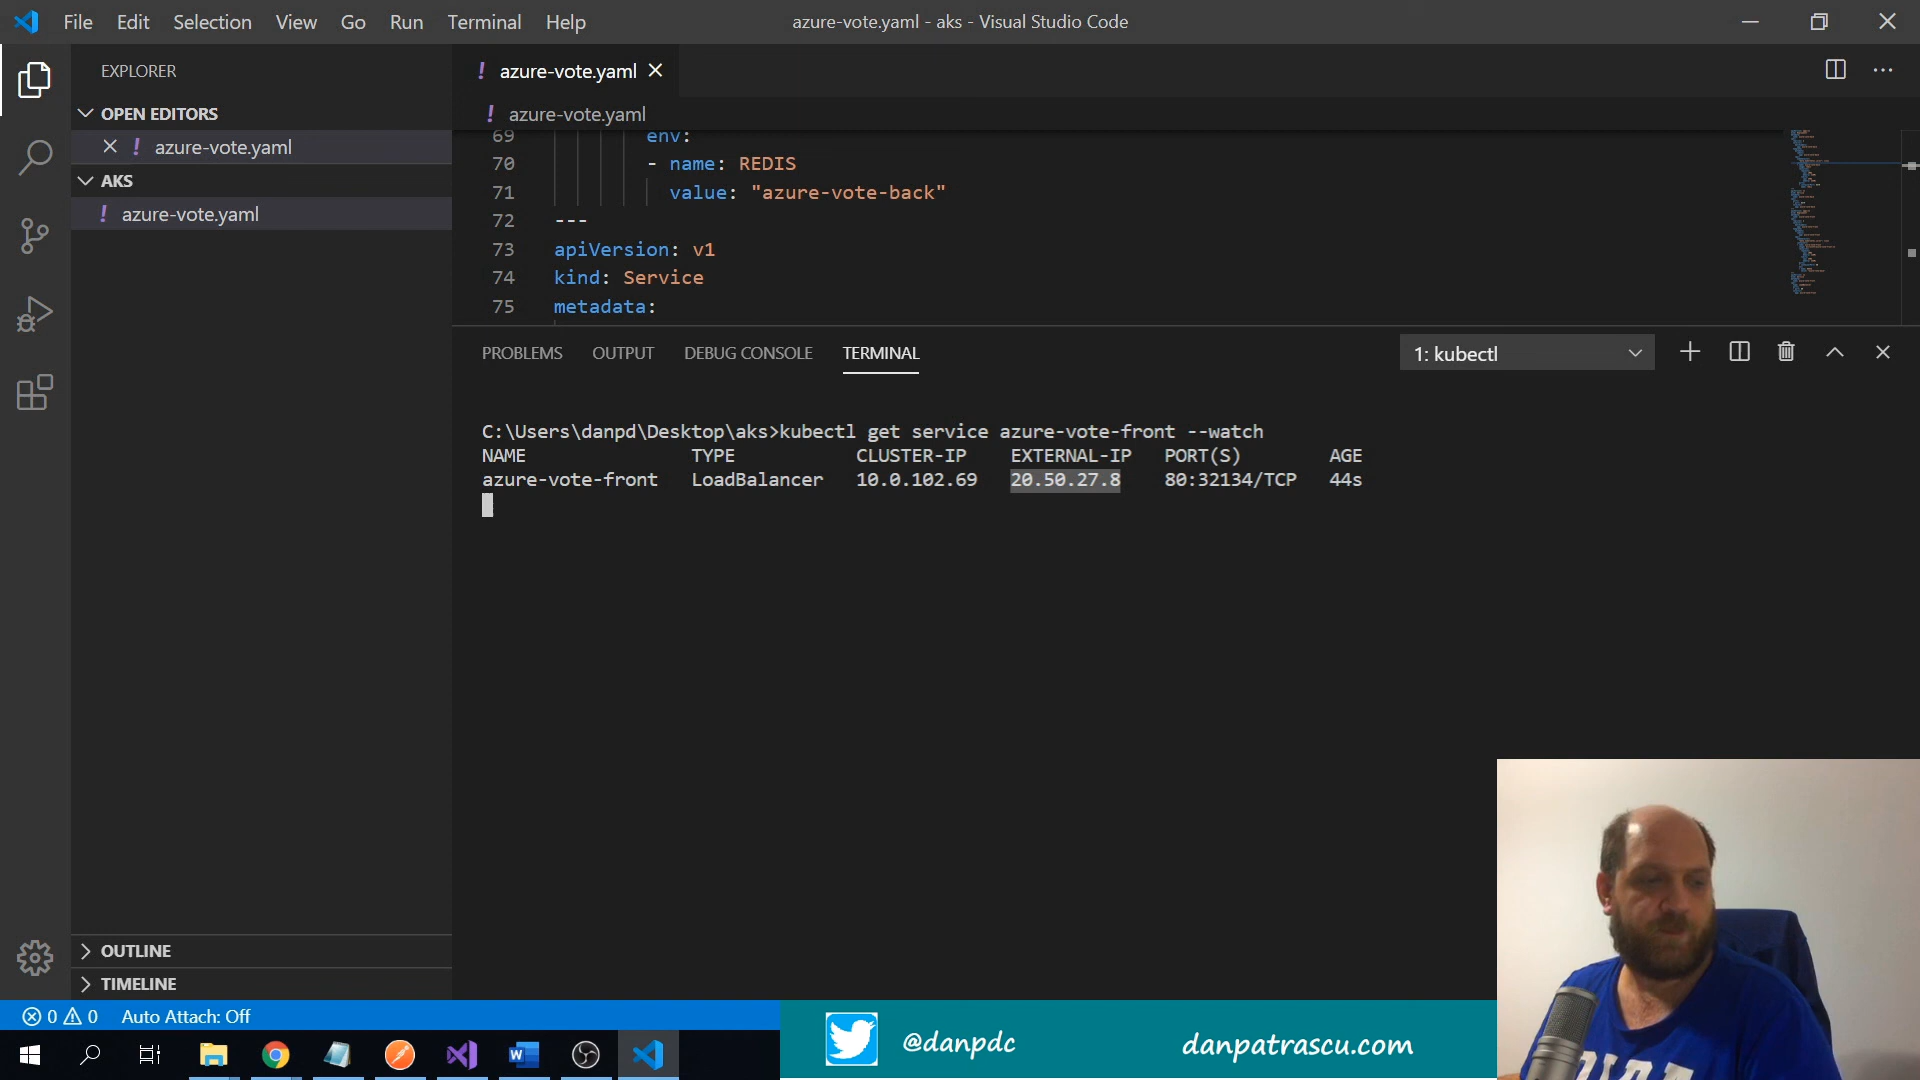 File Edit Selection View Go Run Terminal Help
azure-vote.yaml - aks - Visual Studio Code
EXPLORER
OPEN EDITORS
! azure-vote.yaml
AKS
! azure-vote.yaml
OUTLINE
TIMELINE
! azure-vote.yaml
! azure-vote.yaml
69 env:
70 - name: REDIS
71 value: "azure-vote-back"
72 ---
73 apiVersion: v1
74 kind: Service
75 metadata:
PROBLEMS OUTPUT DEBUG CONSOLE TERMINAL
1: kubectl
C:\Users\danpd\Desktop\aks>kubectl get service azure-vote-front --watch
NAME TYPE CLUSTER-IP EXTERNAL-IP PORT(S) AGE
azure-vote-front LoadBalancer 10.0.102.69 20.50.27.8 80:32134/TCP 44s
0 0 Auto Attach: Off
@danpdc
danpatrascu.com